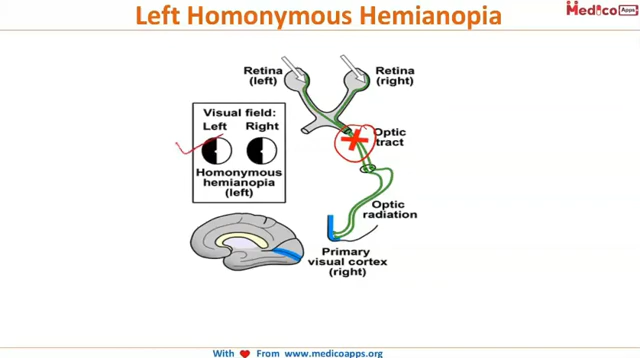 Left Homonymous Hemianopia
Medico Apps
Retina
(left)
Retina
(right)
Visual field:
Left Right
Homonymous
hemianopia
(left)
Optic
tract
Optic
radiation
Primary
visual cortex
(right)
With From www.medicoapps.org